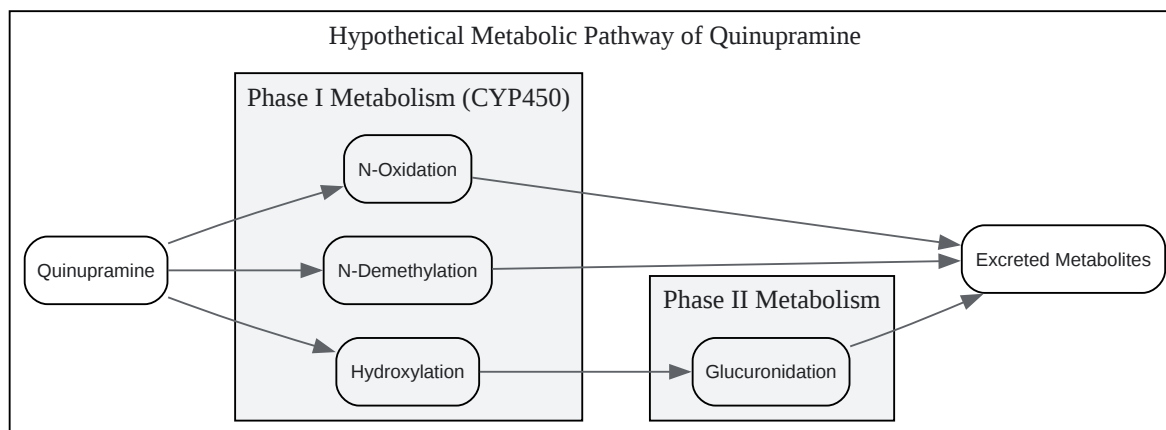 Hypothetical Metabolic Pathway of Quinupramine
Phase I Metabolism (CYP450)
N-Oxidation
Quinupramine
N-Demethylation
Excreted Metabolites
Phase II Metabolism
Hydroxylation
Glucuronidation